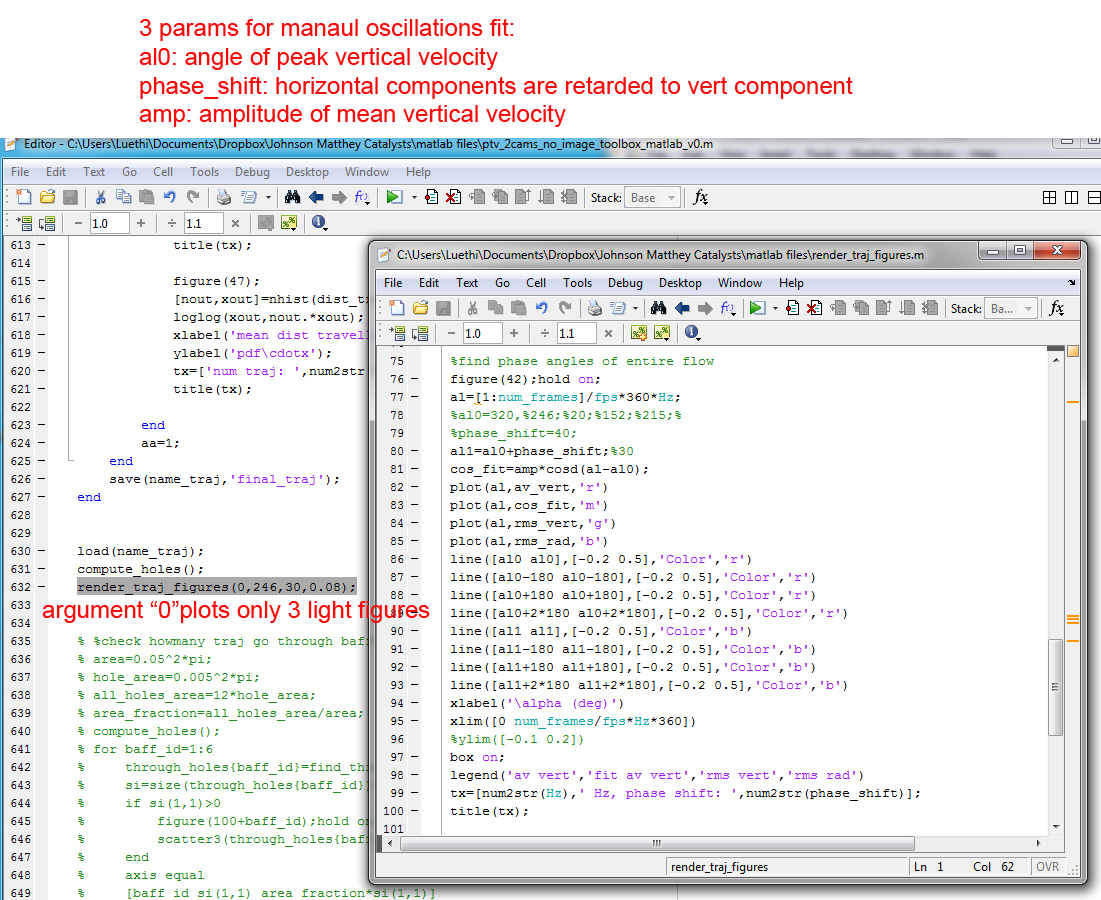 3 params for manaul oscillations fit:
al0: angle of peak vertical velocity
phase_shift: horizontal components are retarded to vert component
amp: amplitude of mean vertical velocity
Editor - C:\Users\Luethi\Documents\Dropbox\Johnson Matthey Catalysts\matlab files\ptv_2cams_no_image_toolbox_matlab_v0.m
File Edit Text Go Cell Tools Debug Desktop Window Help
Stack: Base fx
− 1.0 + ÷ 1.1 ×
613 – title(tx);
614
615 – figure(47);
616 – [nout,xout]=nhist(dist_tr
617 – loglog(xout,nout.*xout);
618 – xlabel('mean dist travell
619 – ylabel('pdf\cdotx');
620 – tx=['num traj: ',num2str
621 – title(tx);
622
623 – end
624 – aa=1;
625 – end
626 – save(name_traj,'final_traj');
627 – end
628
629
630 – load(name_traj);
631 – compute_holes();
632 – render_traj_figures(0,246,30,0.08);
633
argument “0”plots only 3 light figures
634
635 % %check howmany traj go through baff
636 % area=0.05^2*pi;
637 % hole_area=0.005^2*pi;
638 % all_holes_area=12*hole_area;
639 % area_fraction=all_holes_area/area;
640 % compute_holes();
641 % for baff_id=1:6
642 % through_holes{baff_id}=find_thr
643 % si=size(through_holes{baff_id}
644 % if si(1,1)>0
645 % figure(100+baff_id);hold on
646 % scatter3(through_holes{baff
647 % end
648 % axis equal
649 % [baff_id si(1,1) area_fraction*si(1,1)]
C:\Users\Luethi\Documents\Dropbox\Johnson Matthey Catalysts\matlab files\render_traj_figures.m
File Edit Text Go Cell Tools Debug Desktop Window Help
Stack: Ba... fx
− 1.0 + ÷ 1.1 ×
75 %find phase angles of entire flow
76 – figure(42);hold on;
77 – al=[1:num_frames]/fps*360*Hz;
78 %al0=320,%246;%20;%152;%215;%
79 %phase_shift=40;
80 – al1=al0+phase_shift;%30
81 – cos_fit=amp*cosd(al-al0);
82 – plot(al,av_vert,'r')
83 – plot(al,cos_fit,'m')
84 – plot(al,rms_vert,'g')
85 – plot(al,rms_rad,'b')
86 – line([al0 al0],[-0.2 0.5],'Color','r')
87 – line([al0-180 al0-180],[-0.2 0.5],'Color','r')
88 – line([al0+180 al0+180],[-0.2 0.5],'Color','r')
89 – line([al0+2*180 al0+2*180],[-0.2 0.5],'Color','r')
90 – line([al1 al1],[-0.2 0.5],'Color','b')
91 – line([al1-180 al1-180],[-0.2 0.5],'Color','b')
92 – line([al1+180 al1+180],[-0.2 0.5],'Color','b')
93 – line([al1+2*180 al1+2*180],[-0.2 0.5],'Color','b')
94 – xlabel('\alpha (deg)')
95 – xlim([0 num_frames/fps*Hz*360])
96 %ylim([-0.1 0.2])
97 – box on;
98 – legend('av vert','fit av vert','rms vert','rms rad')
99 – tx=[num2str(Hz),' Hz, phase shift: ',num2str(phase_shift)];
100 – title(tx);
101
render_traj_figures Ln 1 Col 62 OVR